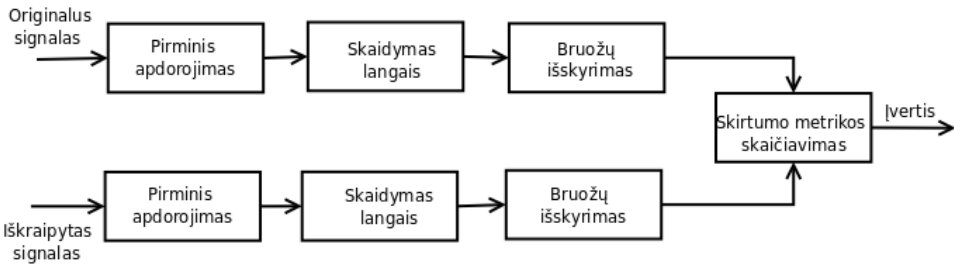 Originalus
signalas
Pirminis
apdorojimas
Skaidymas
langais
Bruožų
išskyrimas
Skirtumo metrikos
skaičiavimas
Įvertis
Pirminis
apdorojimas
Skaidymas
langais
Bruožų
išskyrimas
Iškraipytas
signalas